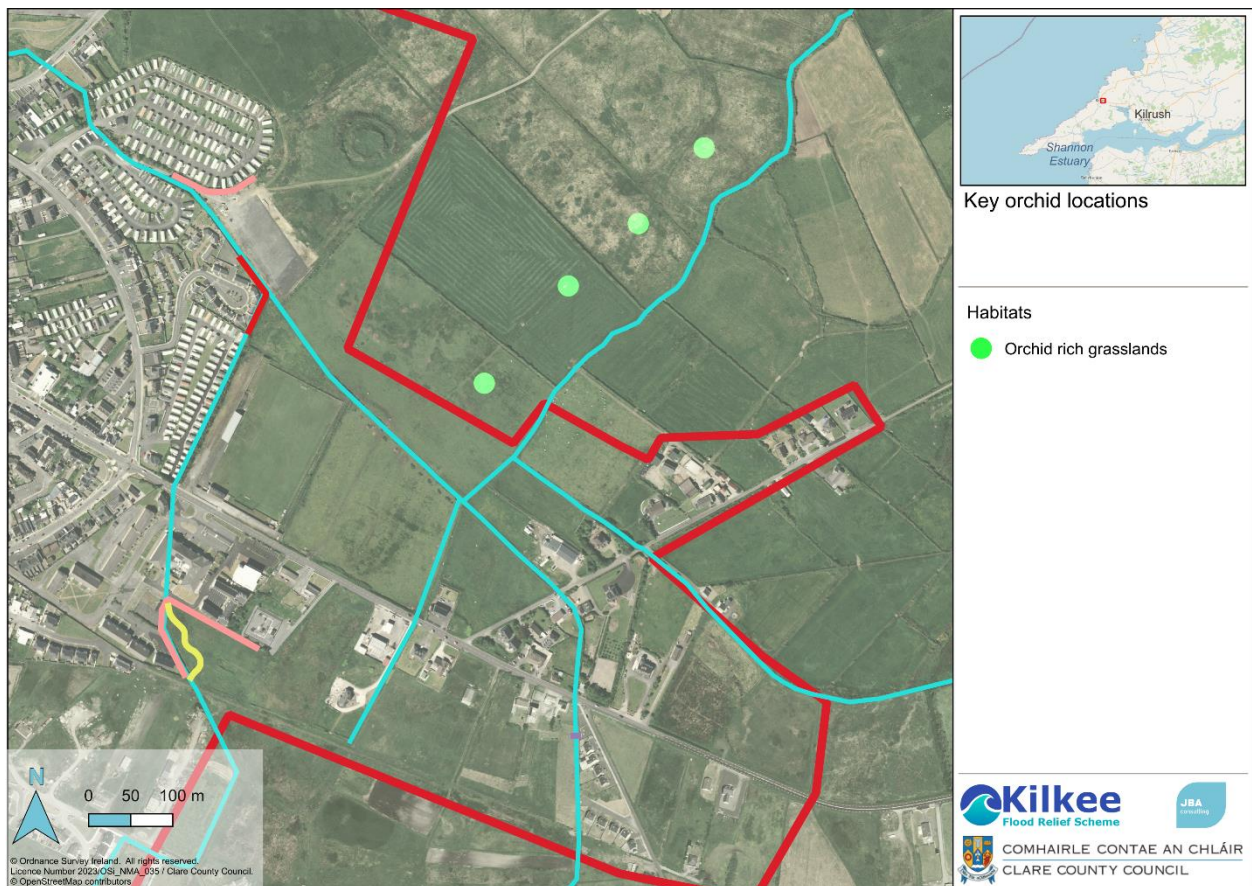 Kilrush
Shannon
Estuary
Key orchid locations
Habitats
Orchid rich grasslands
N
0 50 100 m
© Ordnance Survey Ireland. All rights reserved.
Licence Number 2023/OSi_NMA_035 / Clare County Council.
© OpenStreetMap contributors
Kilkee
Flood Relief Scheme
JBA
consulting
COMHAIRLE CONTAE AN CHLÁIR
CLARE COUNTY COUNCIL